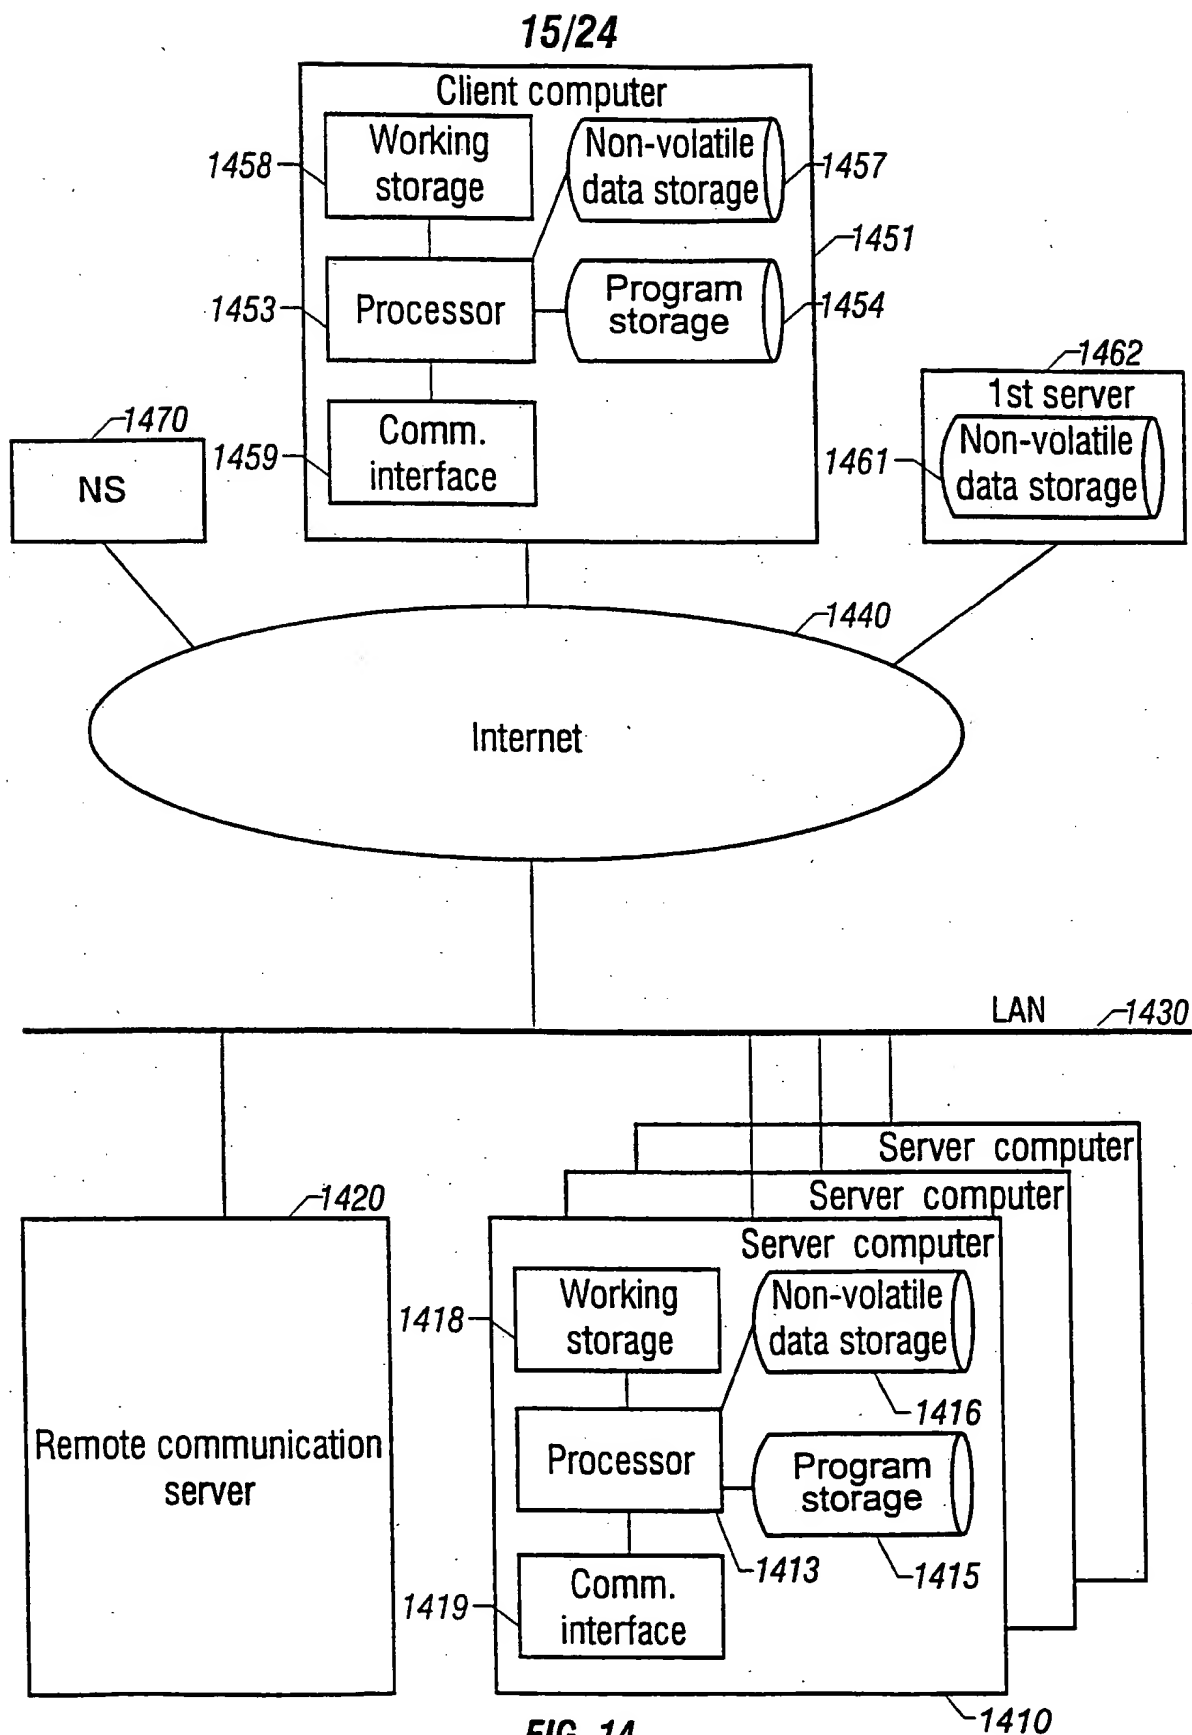 15/24
Client computer
Working
storage
1458
Non-volatile
data storage
1457
1451
Processor
1453
Program
storage
1454
Comm.
interface
1459
1470
NS
1462
1st server
Non-volatile
data storage
1461
1440
Internet
LAN
1430
Server computer
Server computer
1420
Remote communication
server
Server computer
Working
storage
1418
Non-volatile
data storage
1416
Processor
1413
Program
storage
1415
Comm.
interface
1419
1410
FIG. 14